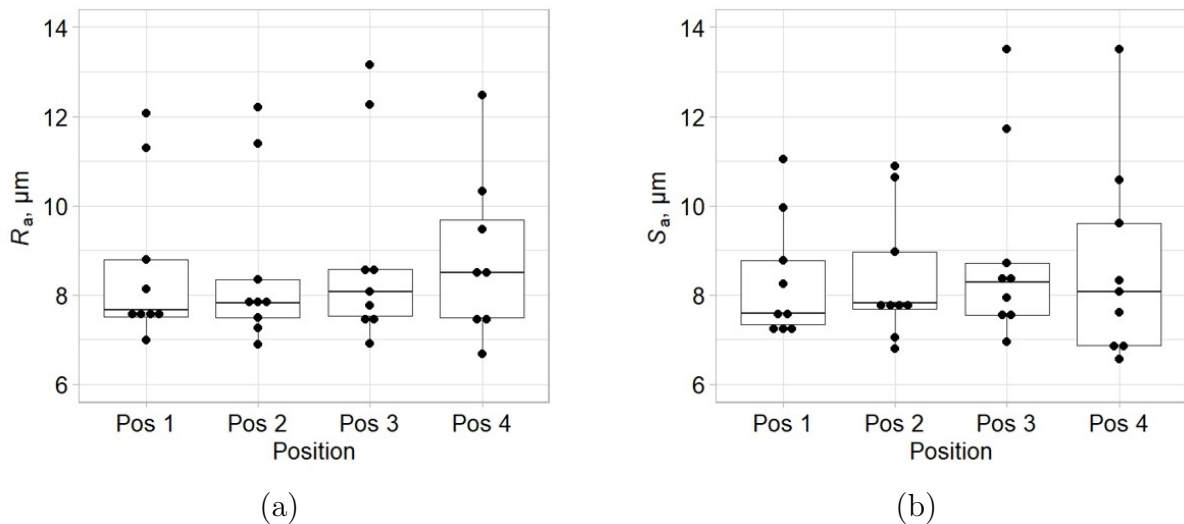 14
12
10
8
6
Ra, µm
Pos 1 Pos 2 Pos 3 Pos 4
Position
(a)
14
12
10
8
6
Sa, µm
Pos 1 Pos 2 Pos 3 Pos 4
Position
(b)